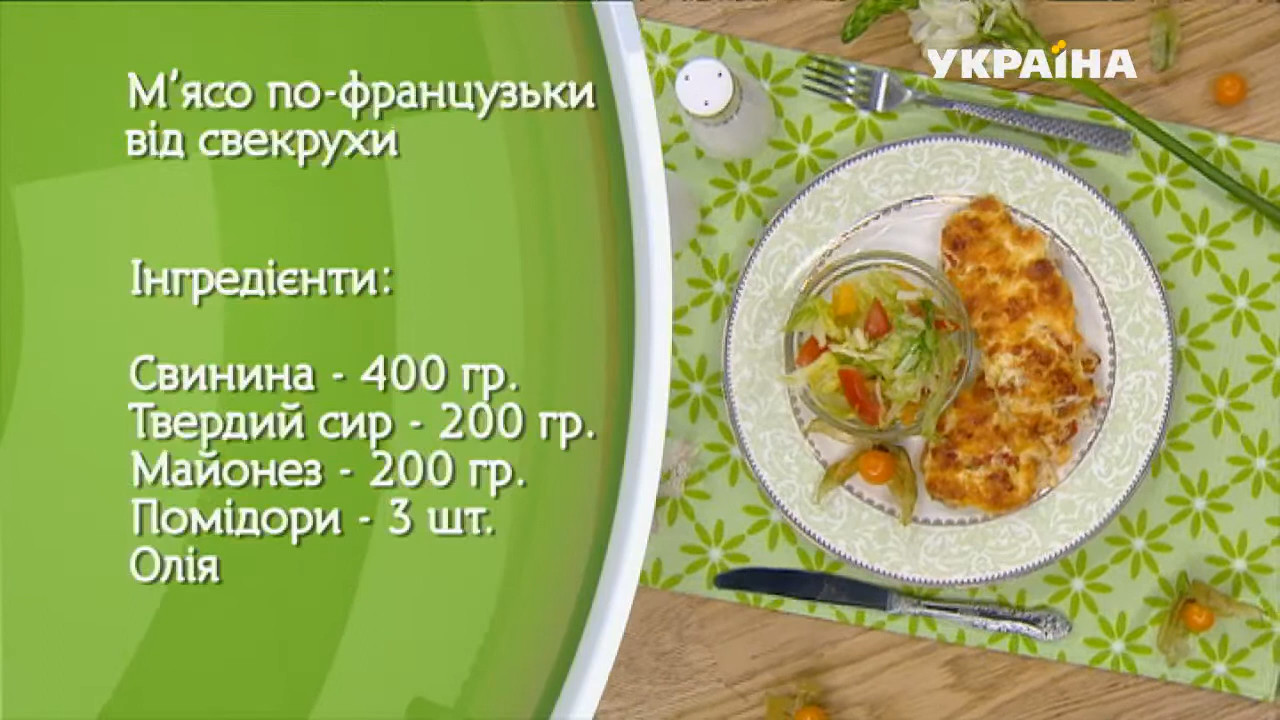 М'ясо по-французьки
від свекрухи
Інгредієнти:
Свинина - 400 гр.
Твердий сир - 200 гр.
Майонез - 200 гр.
Помідори - 3 шт.
Олія
УКРАЇНА